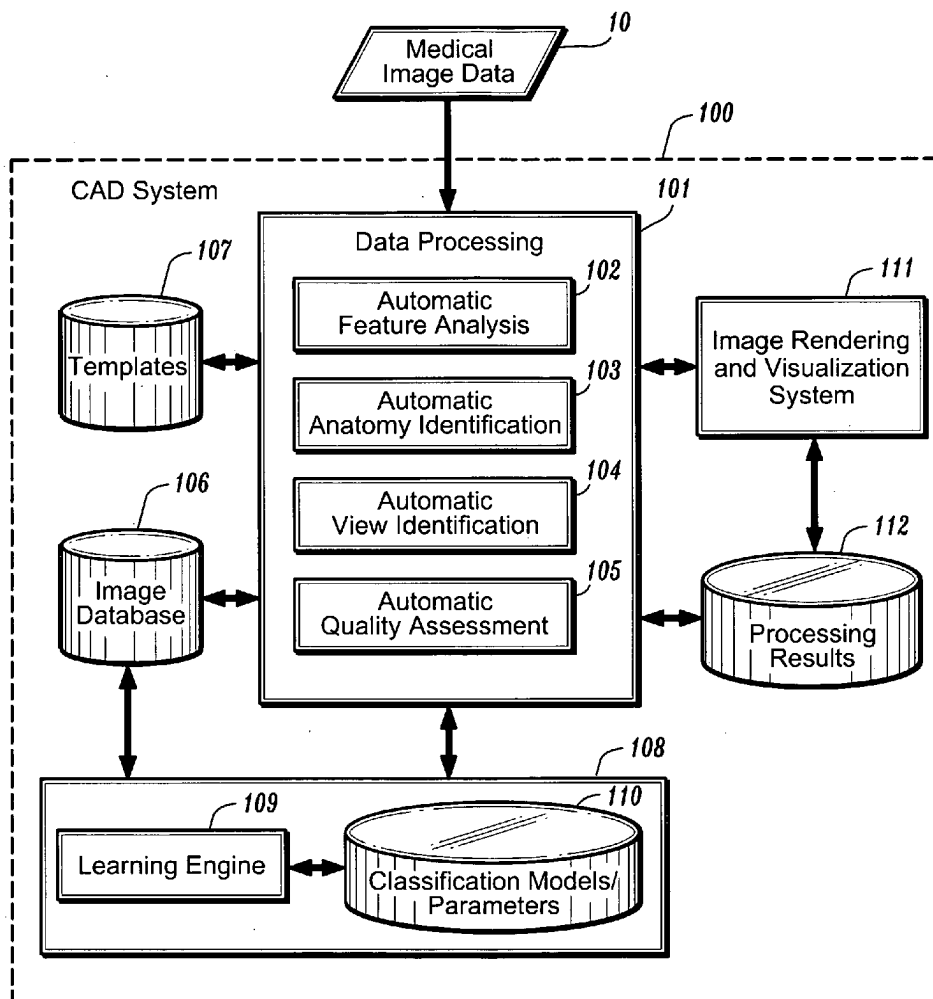 10
Medical
Image Data
100
CAD System
101
Data Processing
107
Templates
102
Automatic
Feature Analysis
111
Image Rendering
and Visualization
System
103
Automatic
Anatomy Identification
104
Automatic
View Identification
106
Image
Database
105
Automatic
Quality Assessment
112
Processing
Results
108
109
Learning Engine
110
Classification Models/
Parameters